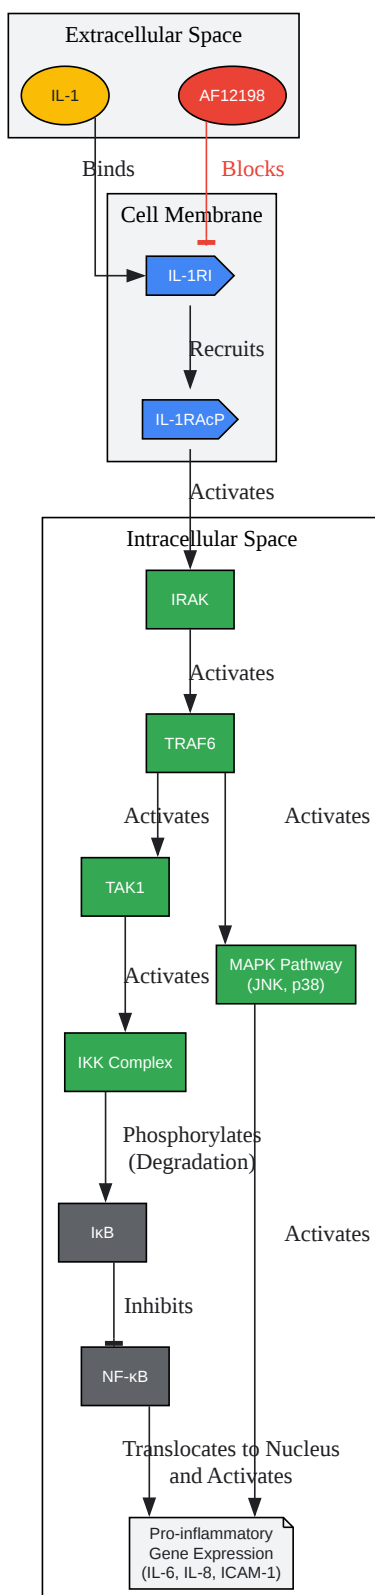 Extracellular Space
IL-1
AF12198
Binds
Blocks
Cell Membrane
IL-1RI
Recruits
IL-1RAcP
Activates
Intracellular Space
IRAK
Activates
TRAF6
Activates
Activates
TAK1
Activates
MAPK Pathway
(JNK, p38)
IKK Complex
Phosphorylates
(Degradation)
IκB
Activates
Inhibits
NF-κB
Translocates to Nucleus
and Activates
Pro-inflammatory
Gene Expression
(IL-6, IL-8, ICAM-1)